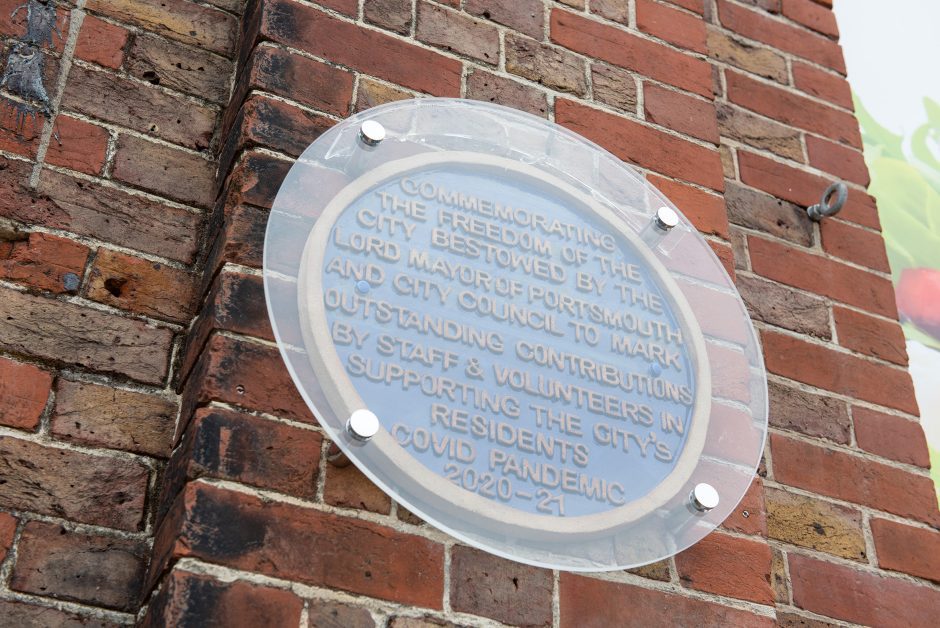 COMMEMORATING
THE FREEDOM OF THE
CITY BESTOWED BY THE
LORD MAYOR OF PORTSMOUTH
AND CITY COUNCIL TO MARK
OUTSTANDING CONTRIBUTIONS
BY STAFF & VOLUNTEERS IN
SUPPORTING THE CITY'S
RESIDENTS
COVID PANDEMIC
2020-21